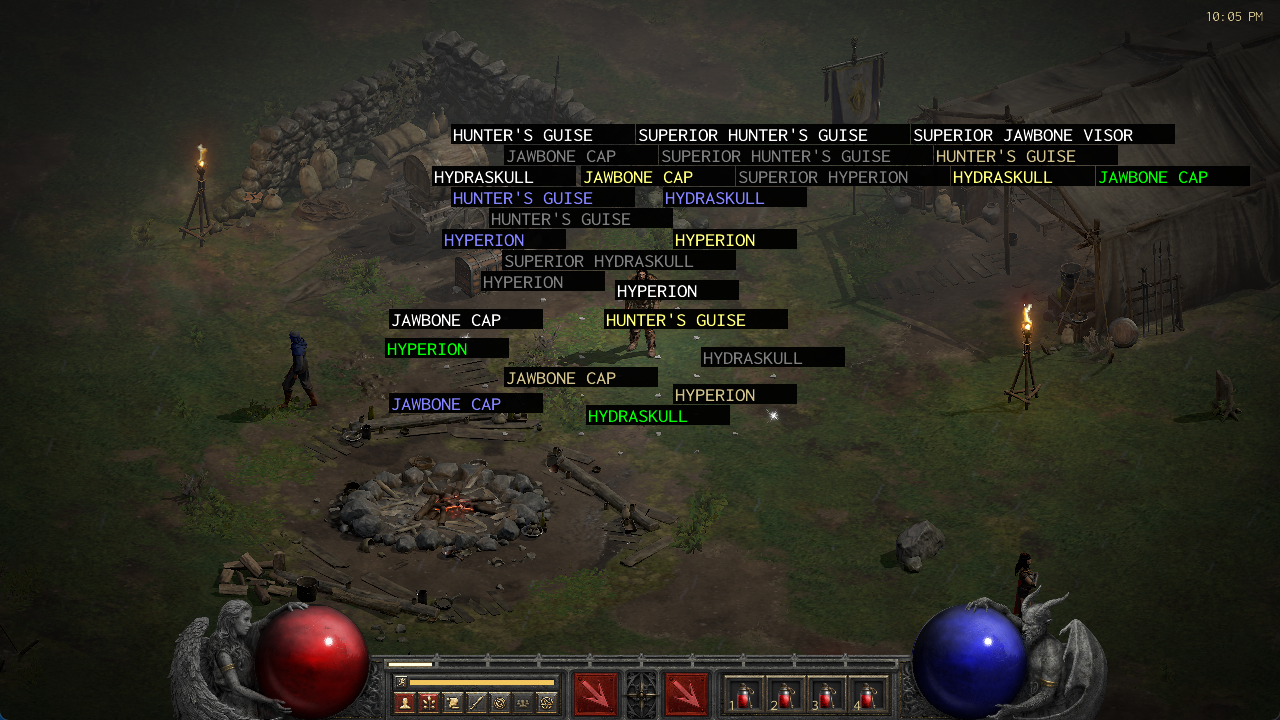 10:05 PM
HUNTER'S GUISE SUPERIOR HUNTER'S GUISE SUPERIOR JAWBONE VISOR
JAWBONE CAP SUPERIOR HUNTER'S GUISE HUNTER'S GUISE
HYDRASKULL JAWBONE CAP SUPERIOR HYPERION HYDRASKULL JAWBONE CAP
HUNTER'S GUISE HYDRASKULL
HUNTER'S GUISE
HYPERION HYPERION
SUPERIOR HYDRASKULL
HYPERION
HYPERION
JAWBONE CAP HUNTER'S GUISE
HYPERION
HYDRASKULL
JAWBONE CAP
HYPERION
JAWBONE CAP
HYDRASKULL
1 2 3 4